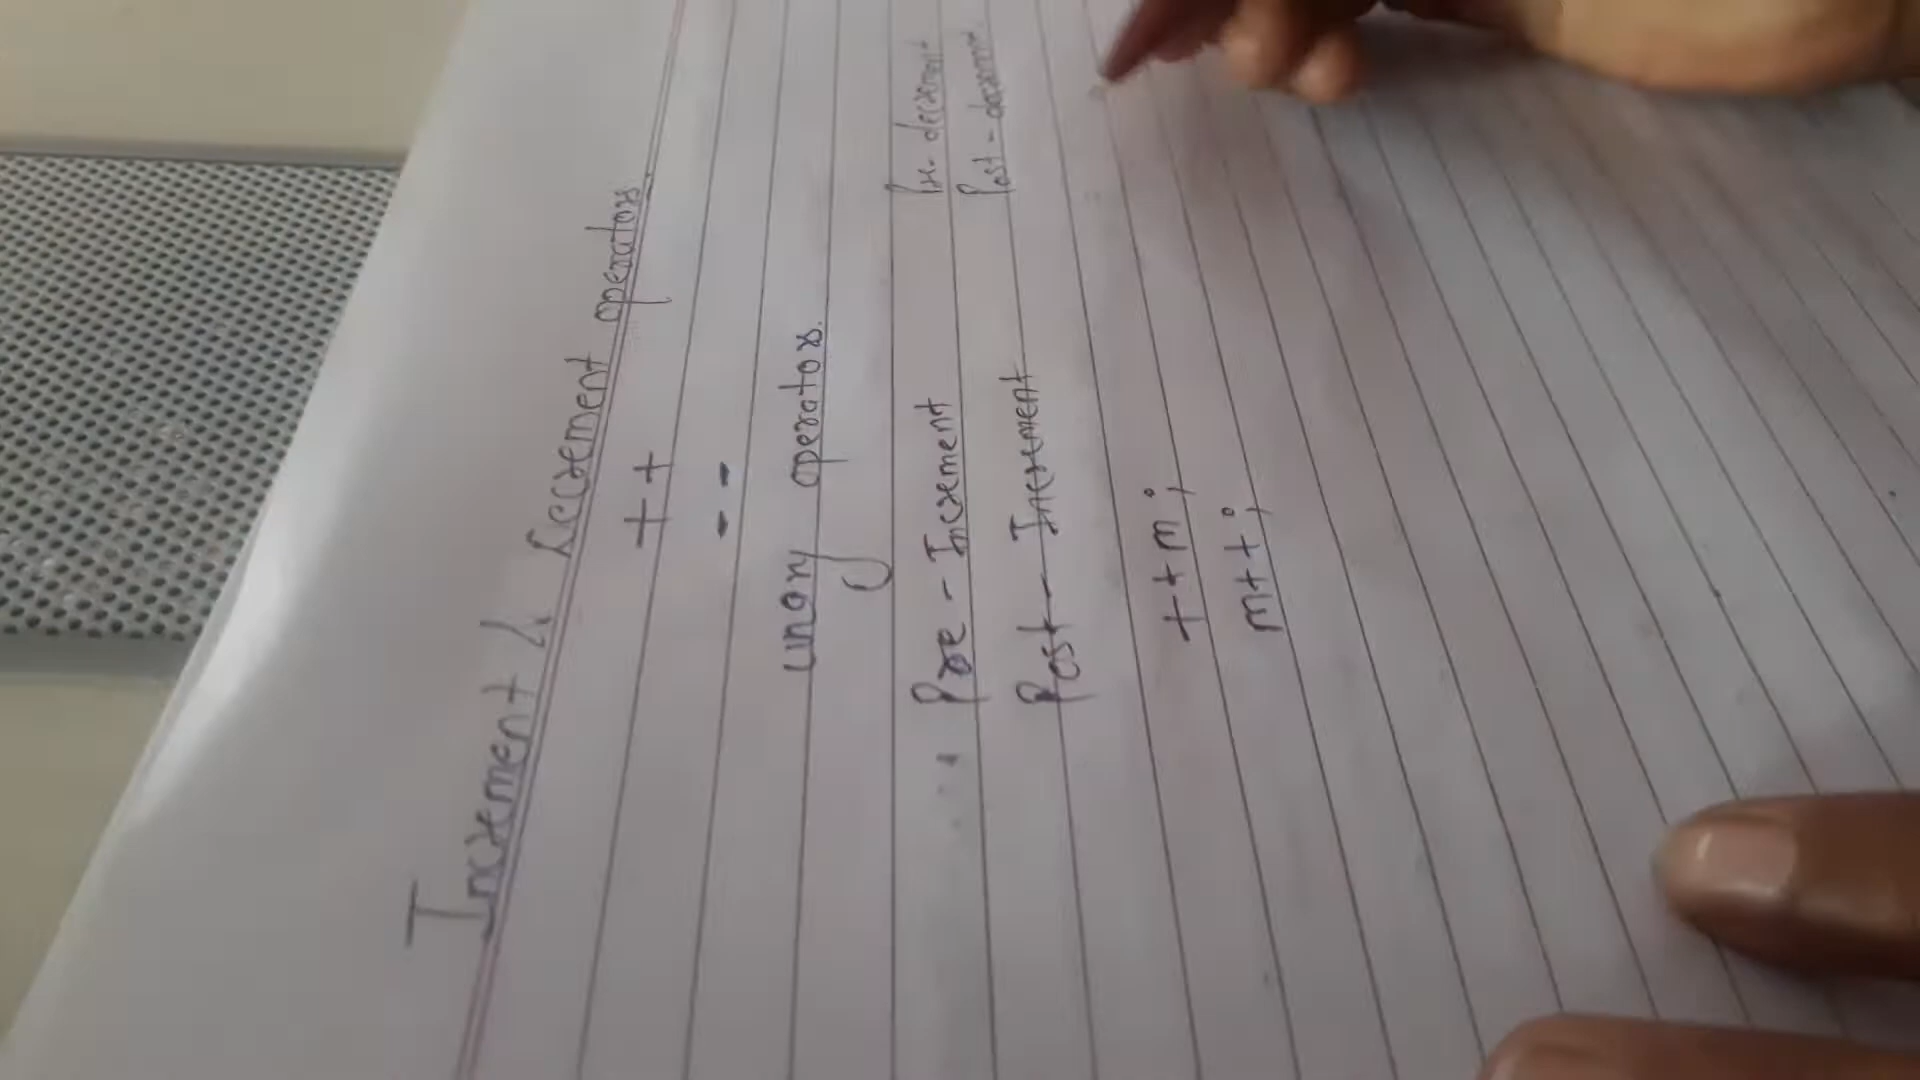 Increment & Decrement operators.
++
--
unary operators.
Pre-Increment Pre-decrement
Post-Increment Post-decrement
++m;
m++;